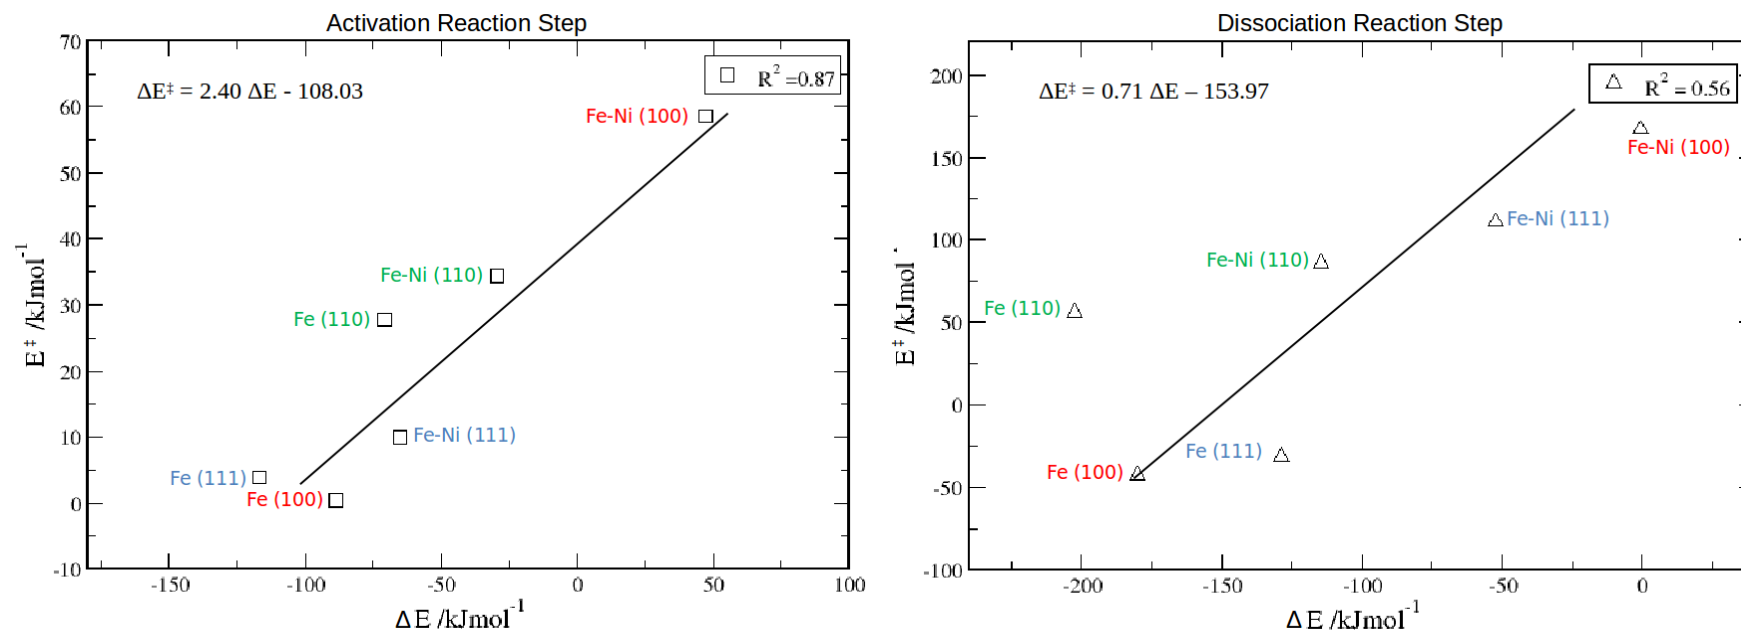 Activation Reaction Step
70
60
50
40
30
20
10
0
-10
-150
-100
-50
0
50
100
E‡ /kJmol-1
Δ E /kJmol-1
ΔE‡ = 2.40 ΔE - 108.03
R2 =0.87
Fe-Ni (100)
Fe-Ni (110)
Fe (110)
Fe-Ni (111)
Fe (111)
Fe (100)
Dissociation Reaction Step
200
150
100
50
0
-50
-100
-200
-150
-100
-50
0
E‡ /kJmol
Δ E /kJmol-1
ΔE‡ = 0.71 ΔE – 153.97
R2 = 0.56
Fe-Ni (100)
Fe-Ni (111)
Fe-Ni (110)
Fe (110)
Fe (111)
Fe (100)